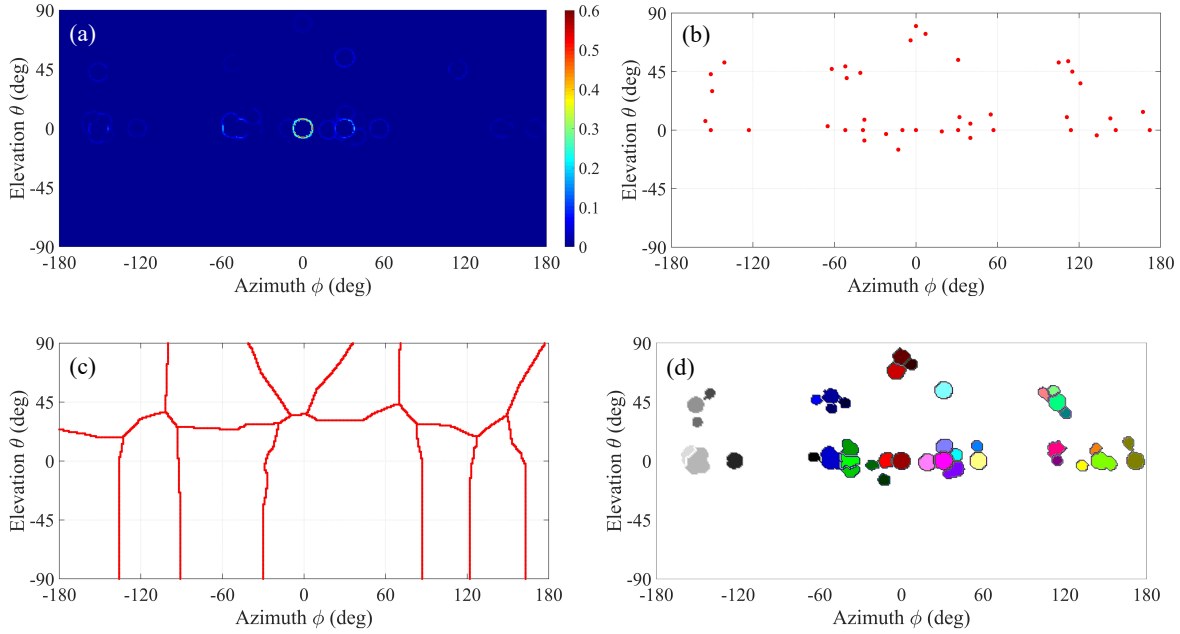 (a)
90
45
0
-45
-90
Elevation θ (deg)
-180 -120 -60 0 60 120 180
Azimuth ϕ (deg)
0.6
0.5
0.4
0.3
0.2
0.1
0
(b)
90
45
0
-45
-90
Elevation θ (deg)
-180 -120 -60 0 60 120 180
Azimuth ϕ (deg)
(c)
90
45
0
-45
-90
Elevation θ (deg)
-180 -120 -60 0 60 120 180
Azimuth ϕ (deg)
(d)
90
45
0
-45
-90
Elevation θ (deg)
-180 -120 -60 0 60 120 180
Azimuth ϕ (deg)